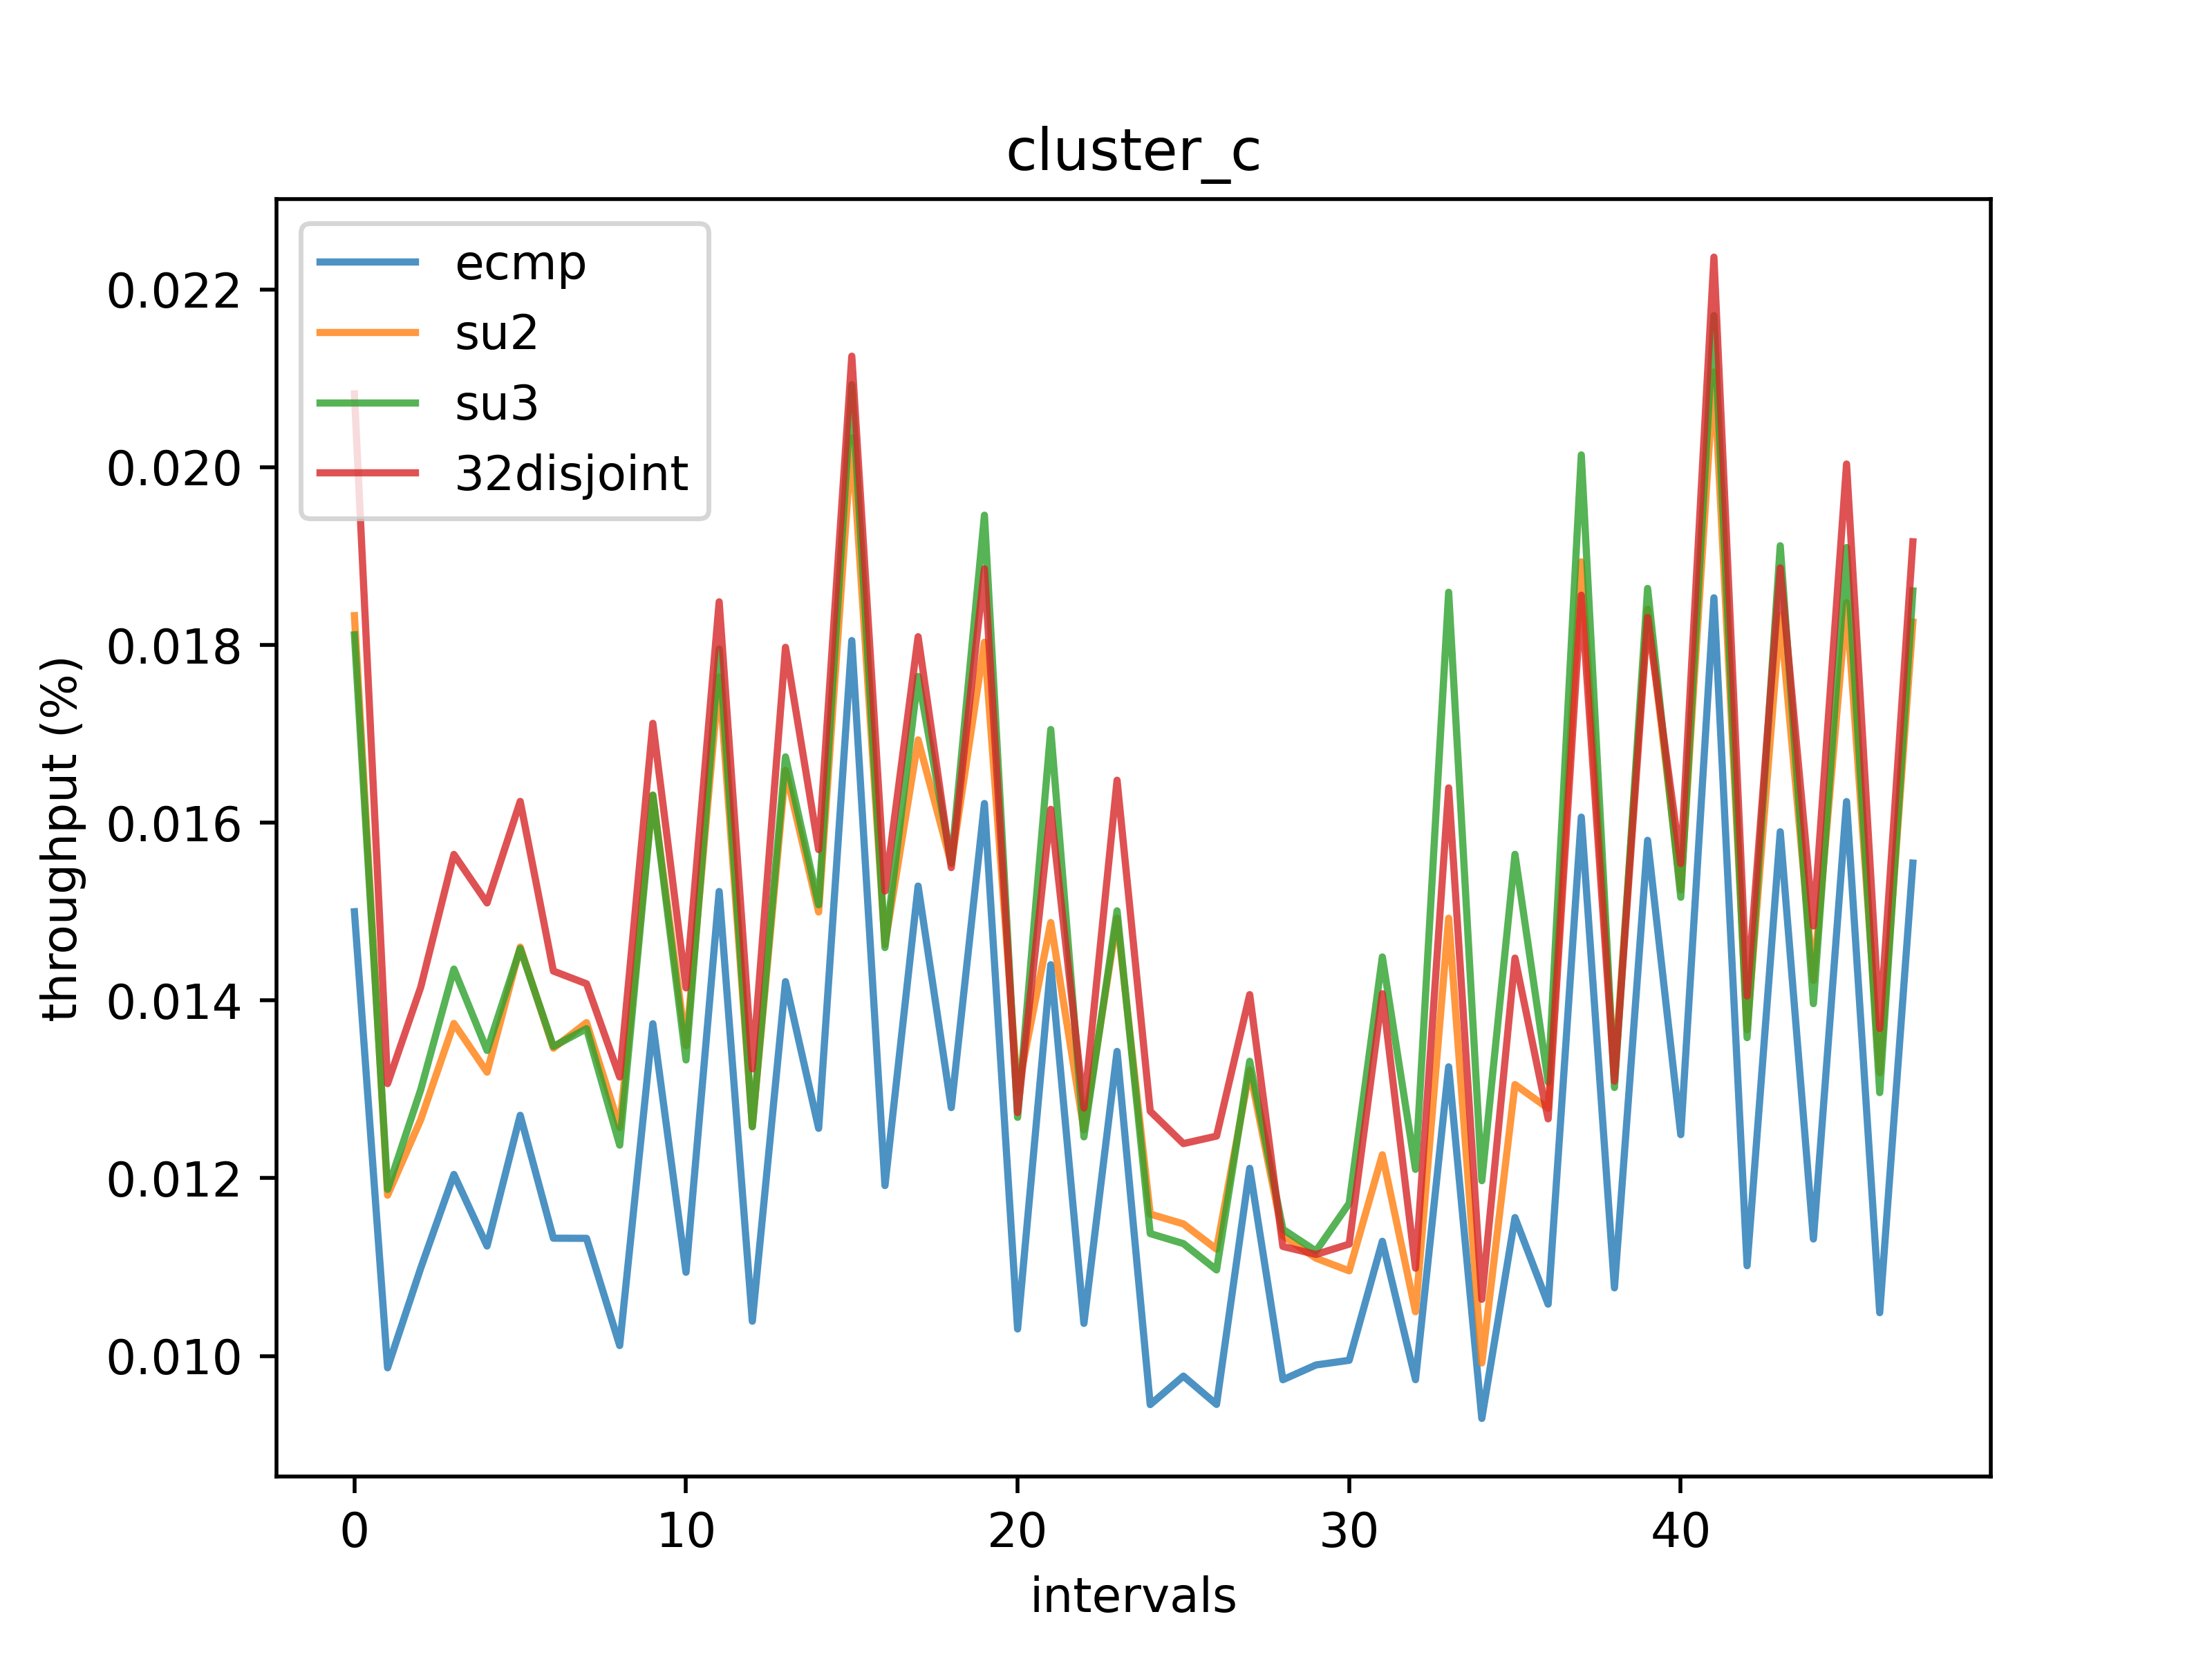 cluster_c
ecmp
su2
su3
32disjoint
throughput (%)
0.022
0.020
0.018
0.016
0.014
0.012
0.010
0 10 20 30 40
intervals